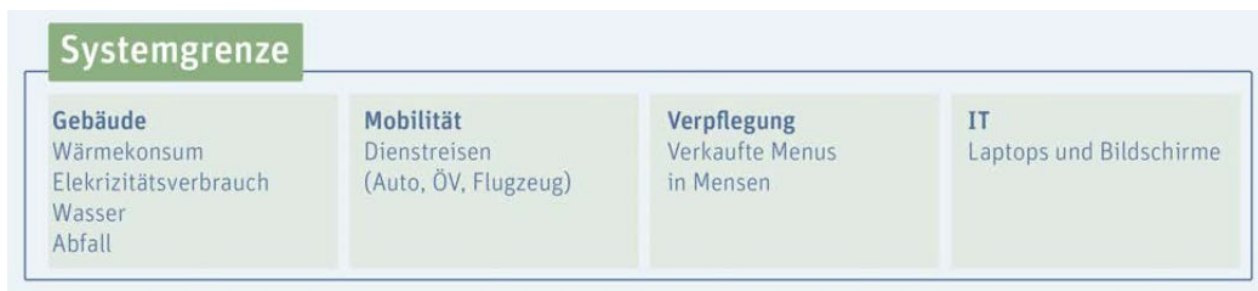 Systemgrenze
Gebäude
Wärmekonsum
Elekrizitätsverbrauch
Wasser
Abfall
Mobilität
Dienstreisen
(Auto, ÖV, Flugzeug)
Verpflegung
Verkaufte Menus
in Mensen
IT
Laptops und Bildschirme